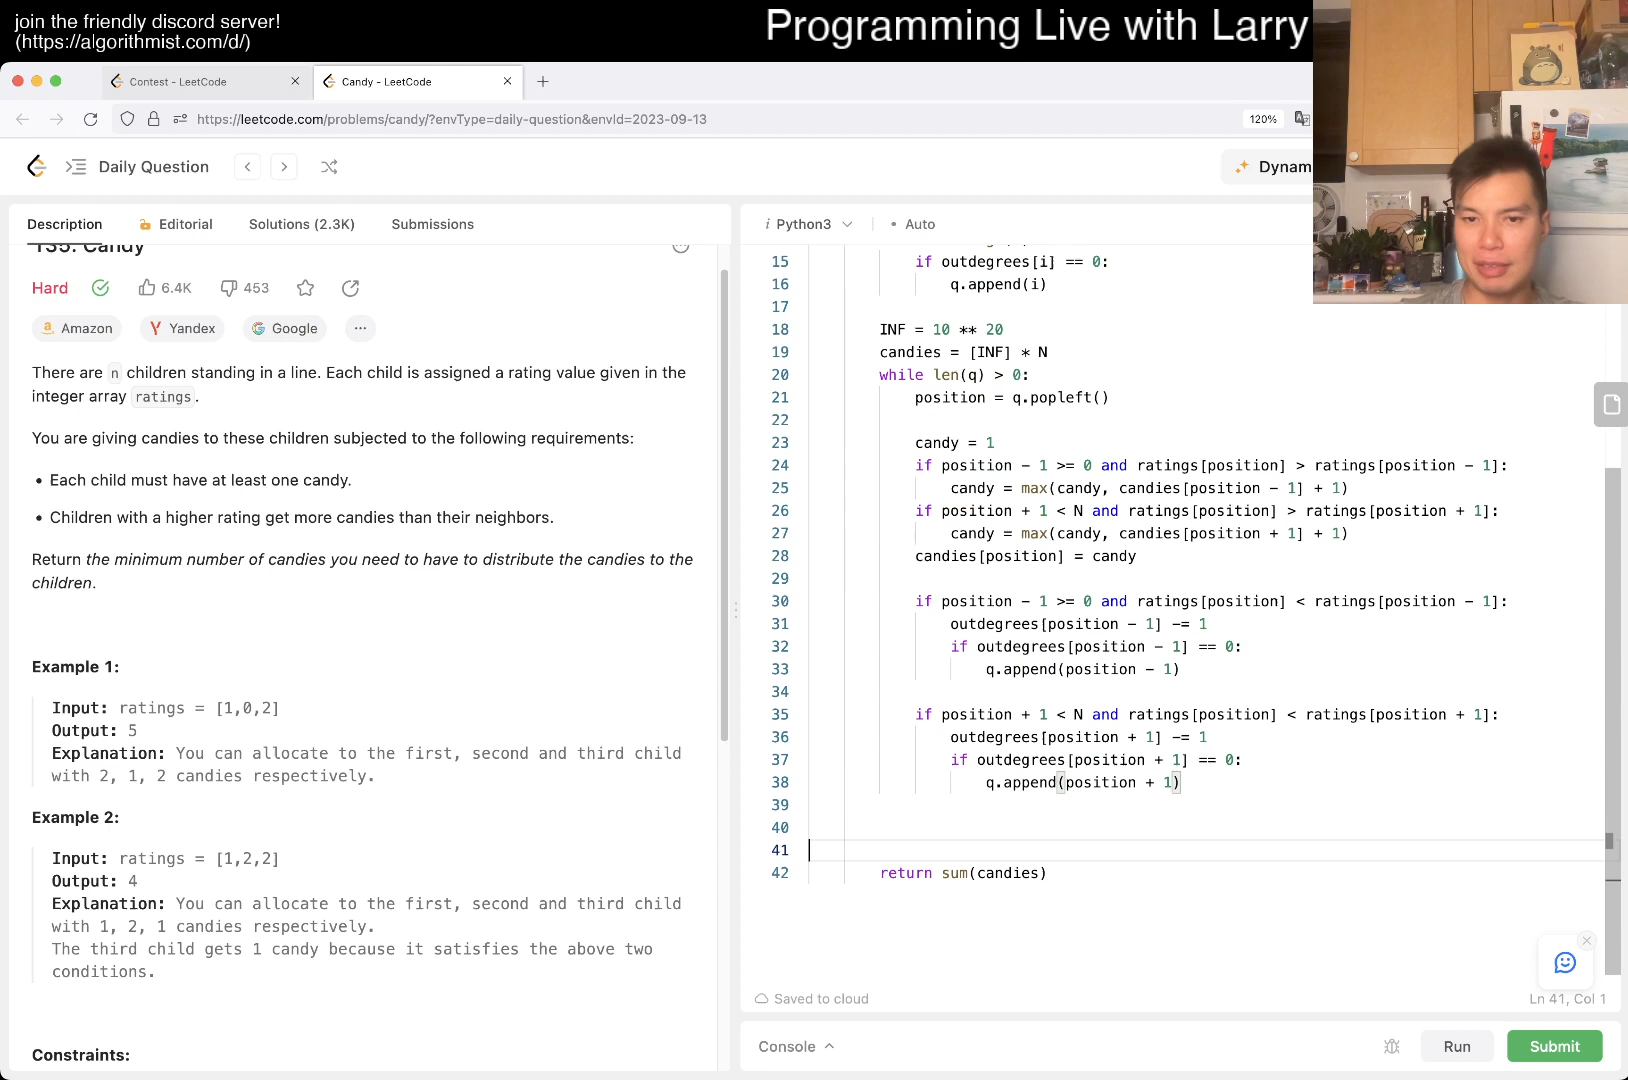 join the friendly discord server!
(https://algorithmist.com/d/)
Programming Live with Larry
Contest - LeetCode
Candy - LeetCode
https://leetcode.com/problems/candy/?envType=daily-question&envId=2023-09-13
120%
Daily Question
Dynam
Description
Editorial
Solutions (2.3K)
Submissions
135. Candy
Hard
6.4K
453
Amazon
Yandex
Google
There are n children standing in a line. Each child is assigned a rating value given in the
integer array ratings.
You are giving candies to these children subjected to the following requirements:
• Each child must have at least one candy.
• Children with a higher rating get more candies than their neighbors.
Return the minimum number of candies you need to have to distribute the candies to the
children.
Example 1:
Input: ratings = [1,0,2]
Output: 5
Explanation: You can allocate to the first, second and third child
with 2, 1, 2 candies respectively.
Example 2:
Input: ratings = [1,2,2]
Output: 4
Explanation: You can allocate to the first, second and third child
with 1, 2, 1 candies respectively.
The third child gets 1 candy because it satisfies the above two
conditions.
Constraints:
i Python3
• Auto
15 if outdegrees[i] == 0:
16 q.append(i)
17
18 INF = 10 ** 20
19 candies = [INF] * N
20 while len(q) > 0:
21 position = q.popleft()
22
23 candy = 1
24 if position - 1 >= 0 and ratings[position] > ratings[position - 1]:
25 candy = max(candy, candies[position - 1] + 1)
26 if position + 1 < N and ratings[position] > ratings[position + 1]:
27 candy = max(candy, candies[position + 1] + 1)
28 candies[position] = candy
29
30 if position - 1 >= 0 and ratings[position] < ratings[position - 1]:
31 outdegrees[position - 1] -= 1
32 if outdegrees[position - 1] == 0:
33 q.append(position - 1)
34
35 if position + 1 < N and ratings[position] < ratings[position + 1]:
36 outdegrees[position + 1] -= 1
37 if outdegrees[position + 1] == 0:
38 q.append(position + 1)
39
40
41
42 return sum(candies)
Saved to cloud
Ln 41, Col 1
Console
Run
Submit